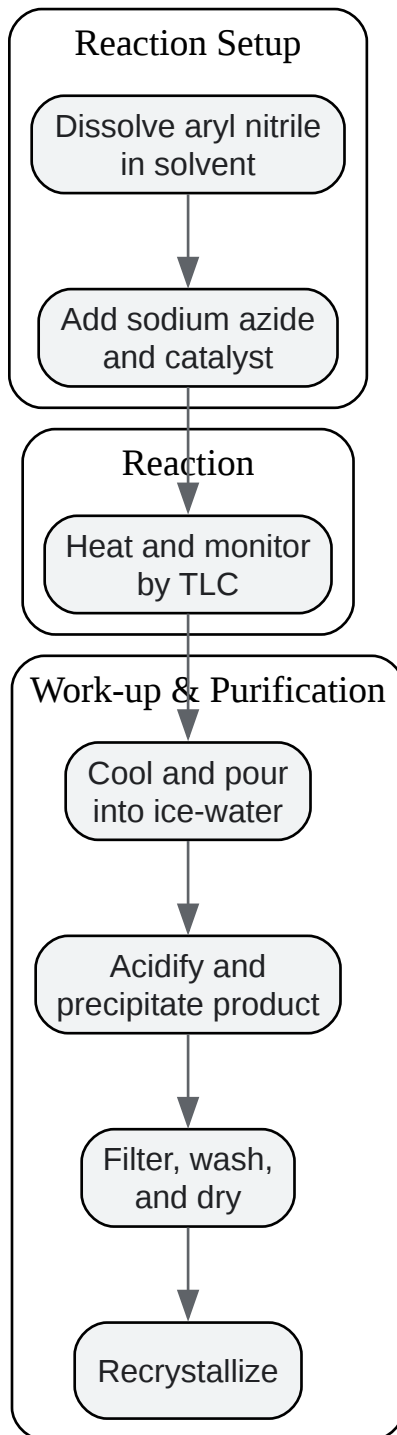 Reaction Setup
Dissolve aryl nitrile
in solvent
Add sodium azide
and catalyst
Reaction
Heat and monitor
by TLC
Work-up & Purification
Cool and pour
into ice-water
Acidify and
precipitate product
Filter, wash,
and dry
Recrystallize